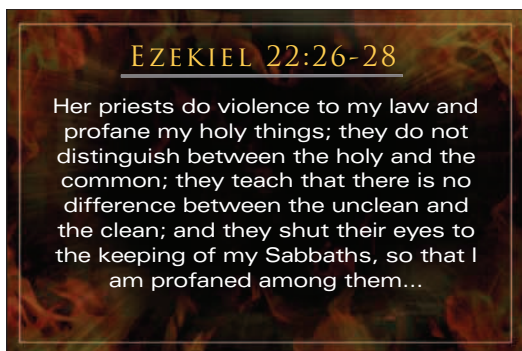 Ezekiel 22:26-28
Her priests do violence to my law and
profane my holy things; they do not
distinguish between the holy and the
common; they teach that there is no
difference between the unclean and
the clean; and they shut their eyes to
the keeping of my Sabbaths, so that I
am profaned among them...